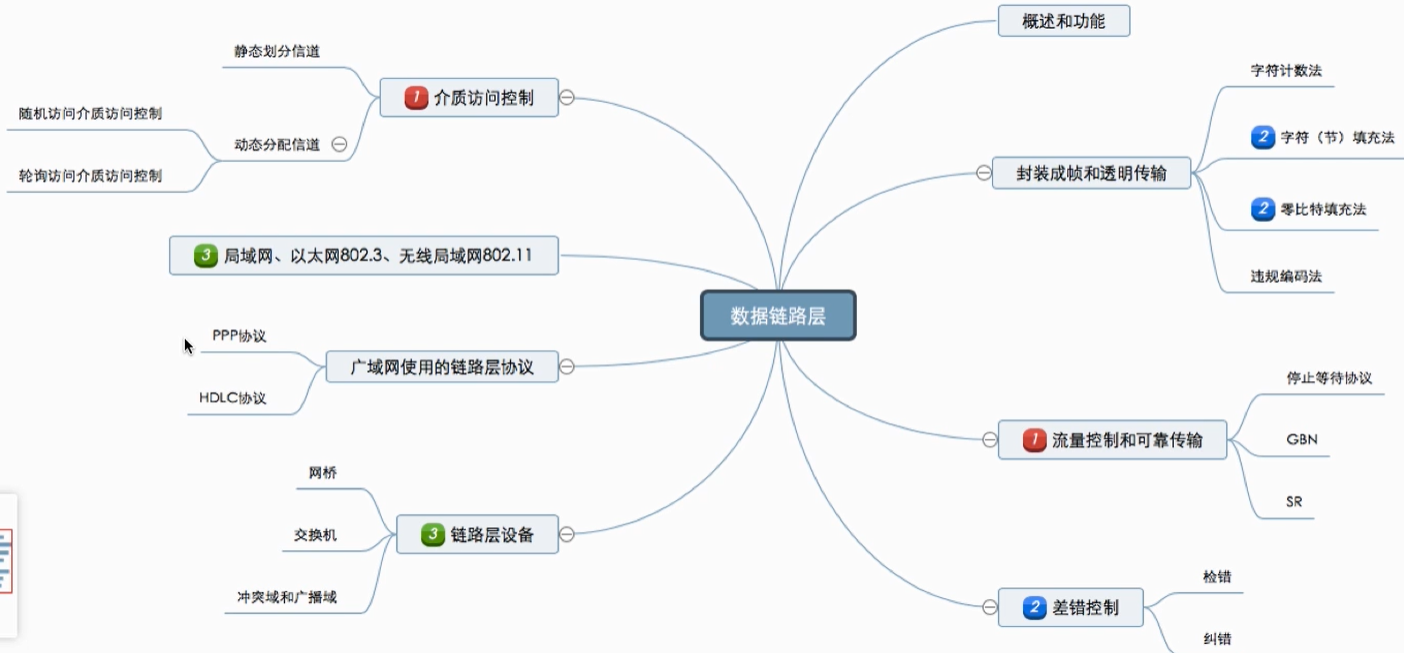 数据链路层
概述和功能
封装成帧和透明传输
字符计数法
2 字符（节）填充法
2 零比特填充法
违规编码法
1 流量控制和可靠传输
停止等待协议
GBN
SR
2 差错控制
检错
纠错
1 介质访问控制
静态划分信道
动态分配信道
随机访问介质访问控制
轮询访问介质访问控制
3 局域网、以太网802.3、无线局域网802.11
广域网使用的链路层协议
PPP协议
HDLC协议
3 链路层设备
网桥
交换机
冲突域和广播域